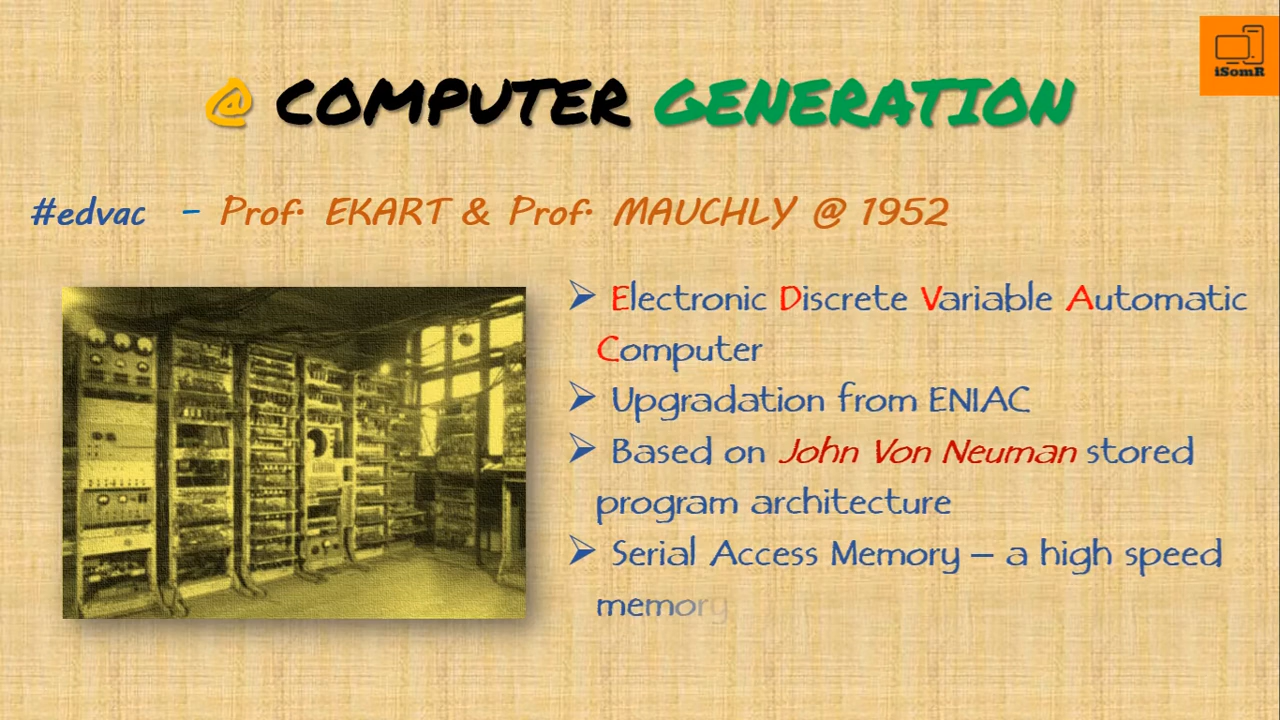 iSomR
@ COMPUTER GENERATION
#edvac - Prof. EKART & Prof. MAUCHLY @ 1952
➢ Electronic Discrete Variable Automatic
Computer
➢ Upgradation from ENIAC
➢ Based on John Von Neuman stored
program architecture
➢ Serial Access Memory – a high speed
memory